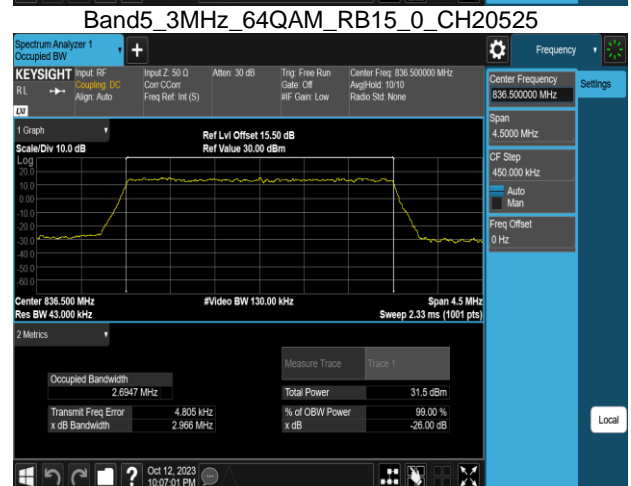 Band5_3MHz_64QAM_RB15_0_CH20525
Spectrum Analyzer 1
Occupied BW
Frequency
KEYSIGHT
RL
Input: RF
Coupling: DC
Align: Auto
Input Z: 50 Ω
Corr CCorr
Freq Ref: Int (S)
Atten: 30 dB
Trig: Free Run
Gate: Off
#IF Gain: Low
Center Freq: 836.500000 MHz
Avg|Hold: 10/10
Radio Std: None
Center Frequency
836.500000 MHz
Settings
Span
4.5000 MHz
CF Step
450.000 kHz
Auto
Man
Freq Offset
0 Hz
1 Graph
Scale/Div 10.0 dB
Ref Lvl Offset 15.50 dB
Ref Value 30.00 dBm
Log
20.0
10.0
0.00
-10.0
-20.0
-30.0
-40.0
-50.0
-60.0
Center 836.500 MHz
Res BW 43.000 kHz
#Video BW 130.00 kHz
Span 4.5 MHz
Sweep 2.33 ms (1001 pts)
2 Metrics
Measure Trace
Trace 1
Occupied Bandwidth
2.6947 MHz
Total Power
31.5 dBm
Transmit Freq Error
4.805 kHz
% of OBW Power
99.00 %
x dB Bandwidth
2.966 MHz
x dB
-26.00 dB
Local
?
Oct 12, 2023
10:07:01 PM